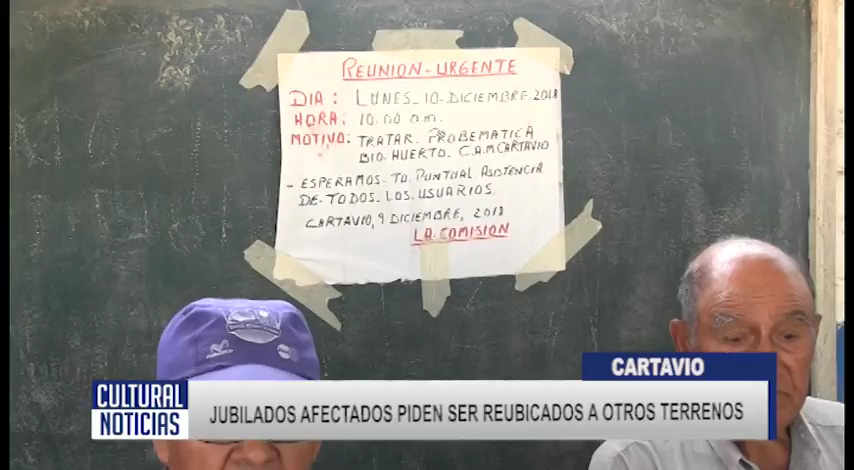 REUNION-URGENTE
DIA: LUNES-10-DICIEMBRE-2018
HORA: 10:00 a.m.
MOTIVO: TRATAR PROBEMATICA
BIO.HUERTO. C.A.M CARTAVIO
- ESPERAMOS. TU, PUNTUAL ASISTENCIA
DE-TODOS. LOS. USUARIOS.
CARTAVIO, 9 DICIEMBRE, 2018
LA COMISION
CARTAVIO
CULTURAL
NOTICIAS
JUBILADOS AFECTADOS PIDEN SER REUBICADOS A OTROS TERRENOS